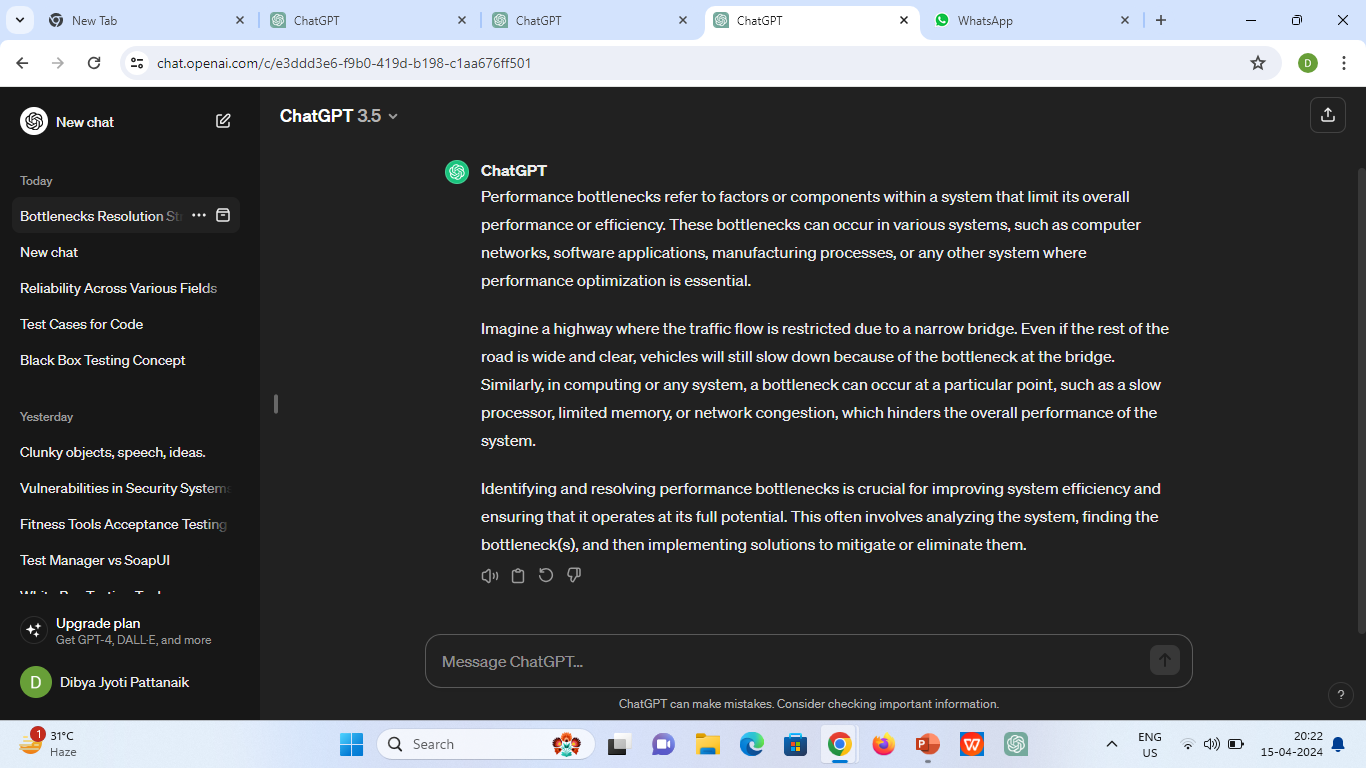 New Tab
ChatGPT
ChatGPT
ChatGPT
WhatsApp
chat.openai.com/c/e3ddd3e6-f9b0-419d-b198-c1aa676ff501
D
New chat
Today
Bottlenecks Resolution
New chat
Reliability Across Various Fields
Test Cases for Code
Black Box Testing Concept
Yesterday
Clunky objects, speech, ideas.
Vulnerabilities in Security System
Fitness Tools Acceptance Testing
Test Manager vs SoapUI
Upgrade plan
Get GPT-4, DALL·E, and more
D
Dibya Jyoti Pattanaik
ChatGPT 3.5
ChatGPT
Performance bottlenecks refer to factors or components within a system that limit its overall
performance or efficiency. These bottlenecks can occur in various systems, such as computer
networks, software applications, manufacturing processes, or any other system where
performance optimization is essential.
Imagine a highway where the traffic flow is restricted due to a narrow bridge. Even if the rest of the
road is wide and clear, vehicles will still slow down because of the bottleneck at the bridge.
Similarly, in computing or any system, a bottleneck can occur at a particular point, such as a slow
processor, limited memory, or network congestion, which hinders the overall performance of the
system.
Identifying and resolving performance bottlenecks is crucial for improving system efficiency and
ensuring that it operates at its full potential. This often involves analyzing the system, finding the
bottleneck(s), and then implementing solutions to mitigate or eliminate them.
Message ChatGPT...
ChatGPT can make mistakes. Consider checking important information.
?
1
31°C
Haze
Search
P
W
ENG
US
20:22
15-04-2024